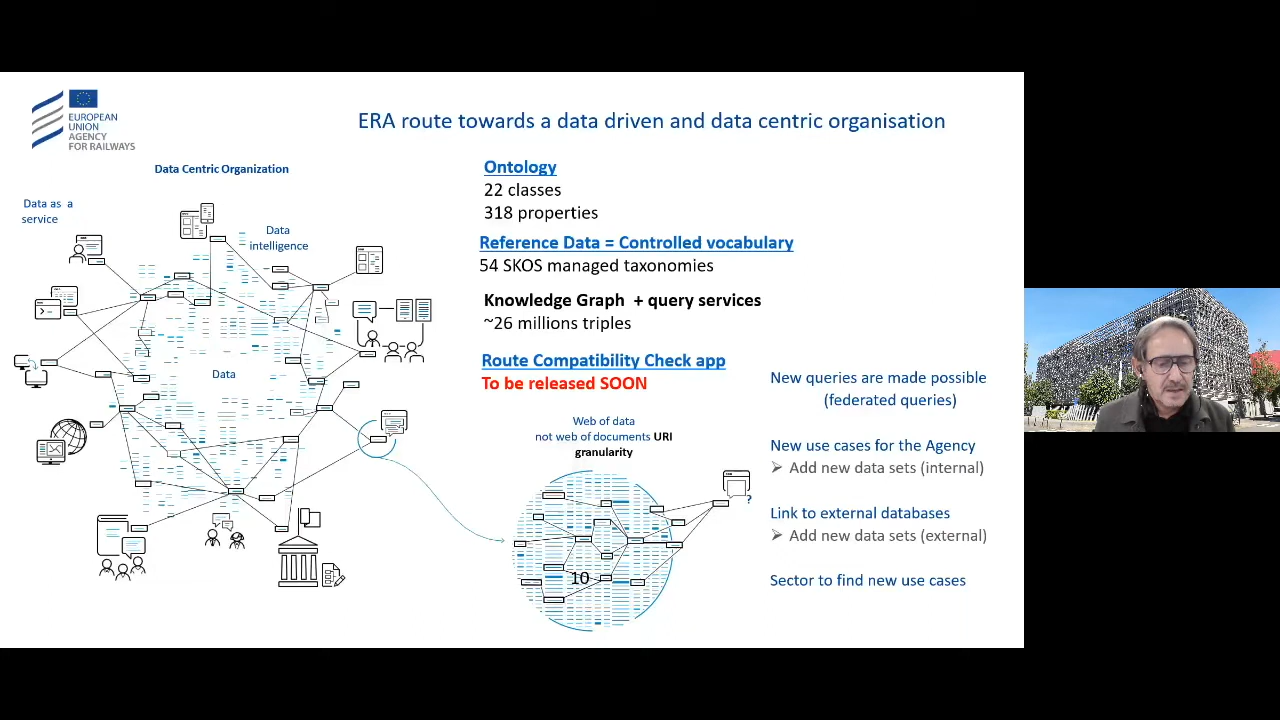 EUROPEAN
UNION
AGENCY
FOR RAILWAYS
ERA route towards a data driven and data centric organisation
Data Centric Organization
Data as a
service
Data
intelligence
Data
Ontology
22 classes
318 properties
Reference Data = Controlled vocabulary
54 SKOS managed taxonomies
Knowledge Graph + query services
~26 millions triples
Route Compatibility Check app
To be released SOON
Web of data
not web of documents URI
granularity
?
10
New queries are made possible
(federated queries)
New use cases for the Agency
➢ Add new data sets (internal)
Link to external databases
➢ Add new data sets (external)
Sector to find new use cases